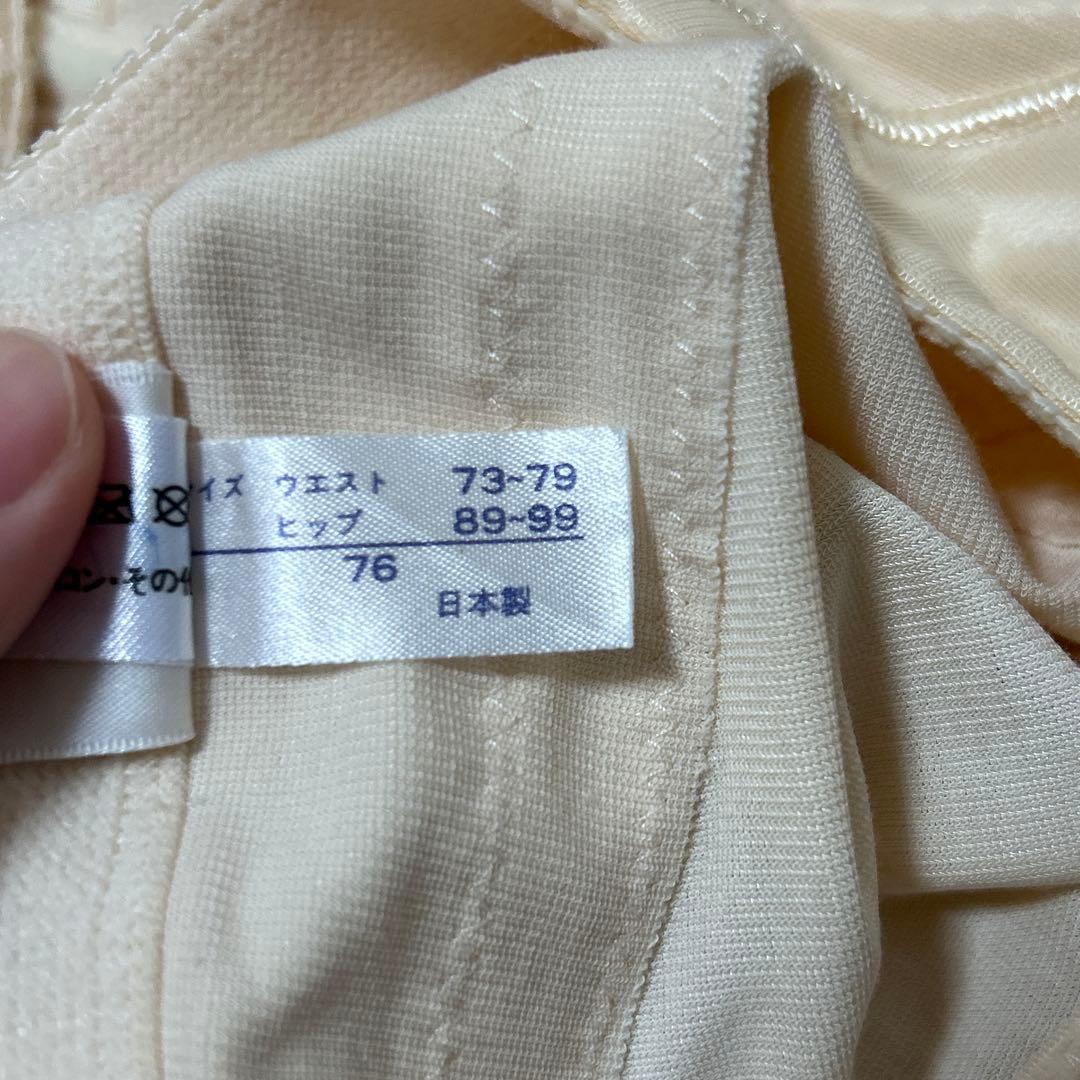 イズ ウエスト 73~79
ヒップ 89~99
76
日本製
コン・その他